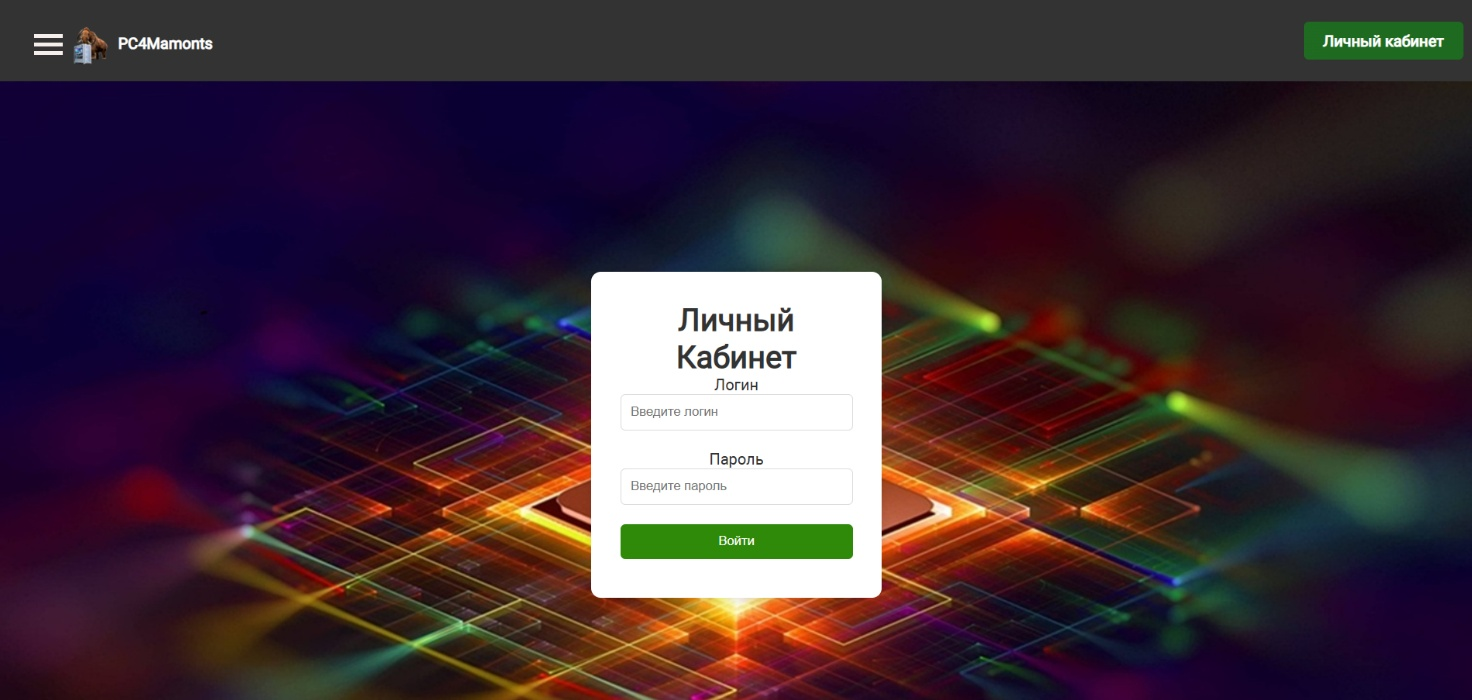 PC4Mamonts
Личный кабинет
Личный
Кабинет
Логин
Введите логин
Пароль
Введите пароль
Войти